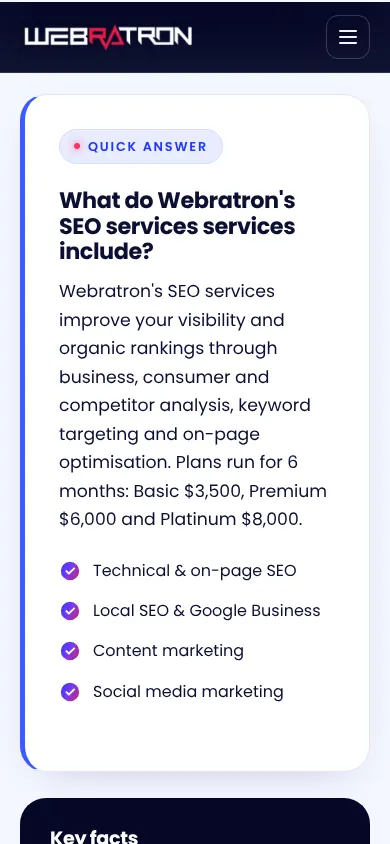 WEBRATRON
QUICK ANSWER
What do Webratron's
SEO services services
include?
Webratron's SEO services
improve your visibility and
organic rankings through
business, consumer and
competitor analysis, keyword
targeting and on-page
optimisation. Plans run for 6
months: Basic $3,500, Premium
$6,000 and Platinum $8,000.
Technical & on-page SEO
Local SEO & Google Business
Content marketing
Social media marketing
Key facts